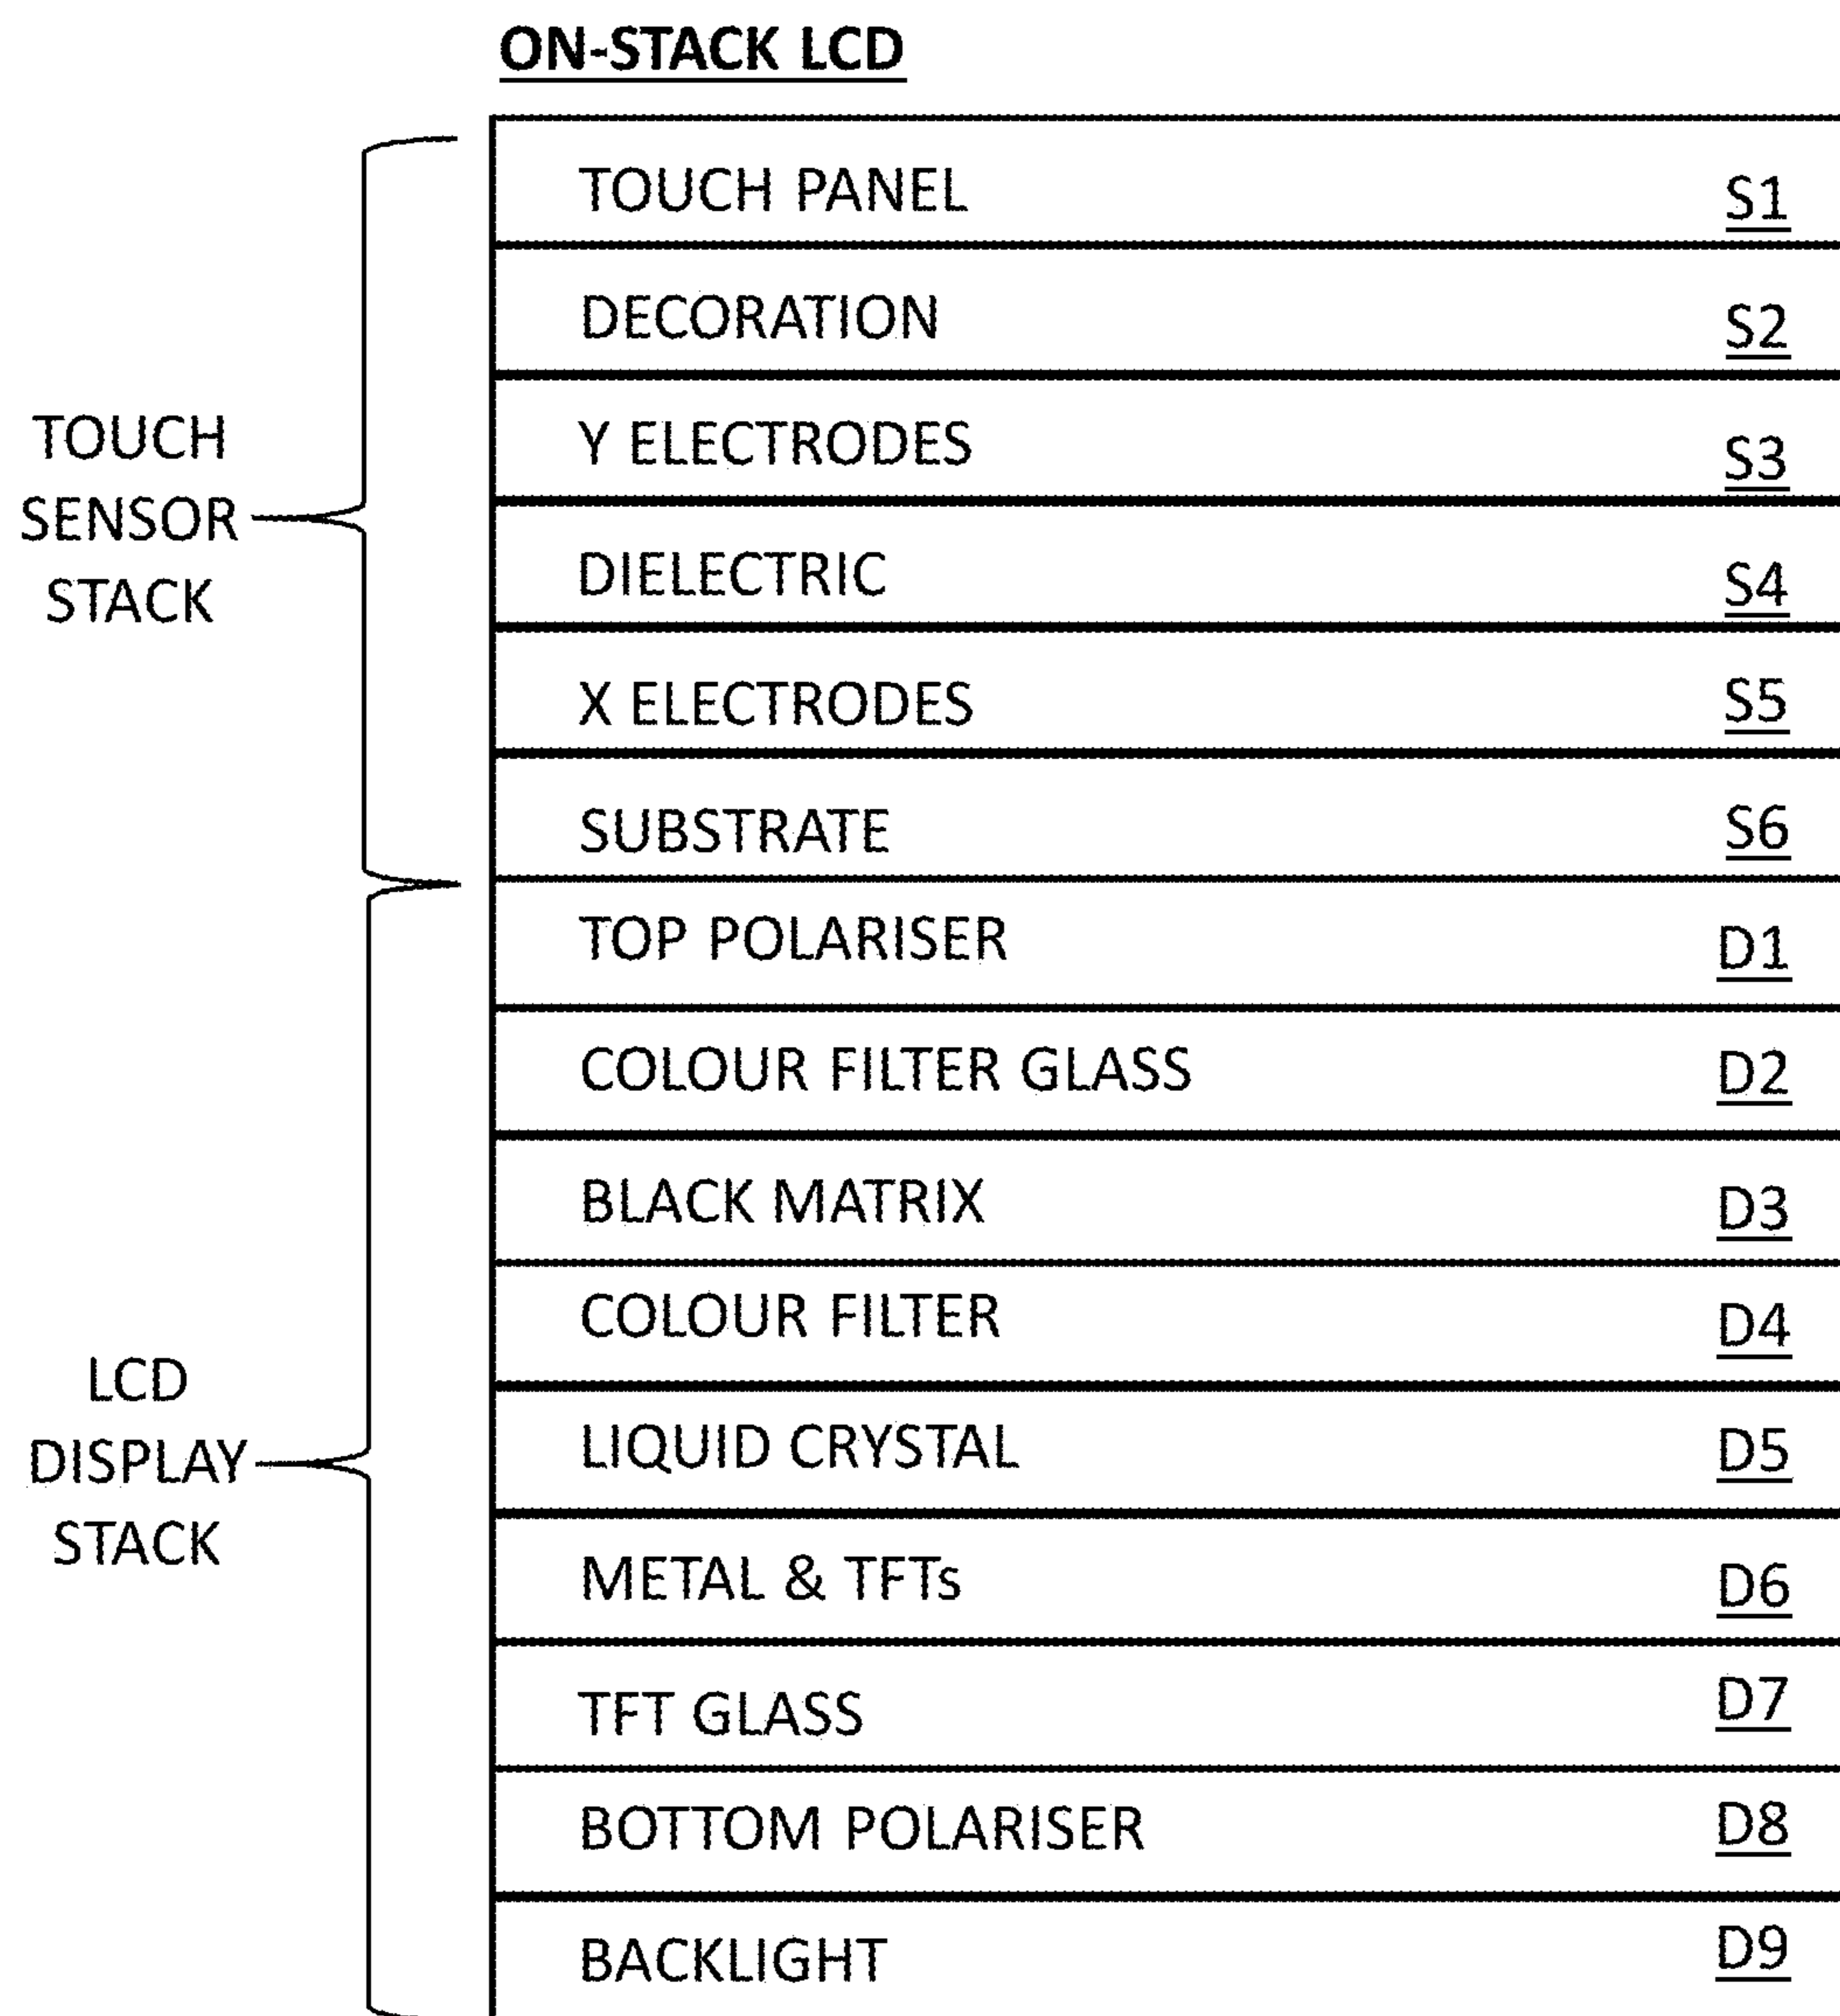 ON-STACK LCD
TOUCH PANEL S1
DECORATION S2
Y ELECTRODES S3
DIELECTRIC S4
X ELECTRODES S5
SUBSTRATE S6
TOUCH
SENSOR
STACK
TOP POLARISER D1
COLOUR FILTER GLASS D2
BLACK MATRIX D3
COLOUR FILTER D4
LIQUID CRYSTAL D5
METAL & TFTs D6
TFT GLASS D7
BOTTOM POLARISER D8
BACKLIGHT D9
LCD
DISPLAY
STACK